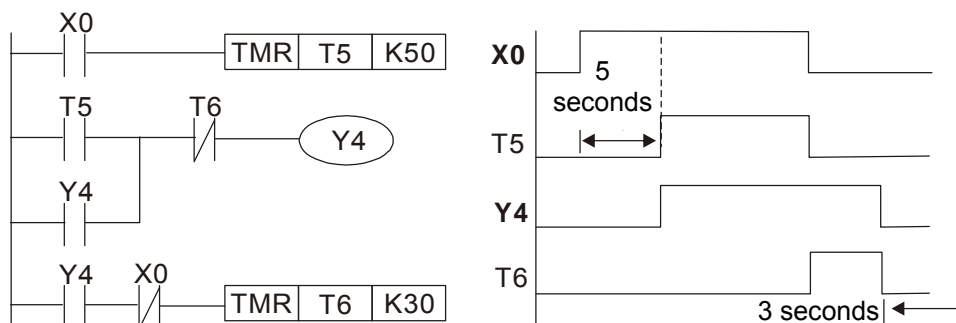 X0
TMR T5 K50
T5
T6
Y4
Y4
Y4
X0
TMR T6 K30
X0
5
seconds
T5
Y4
T6
3 seconds